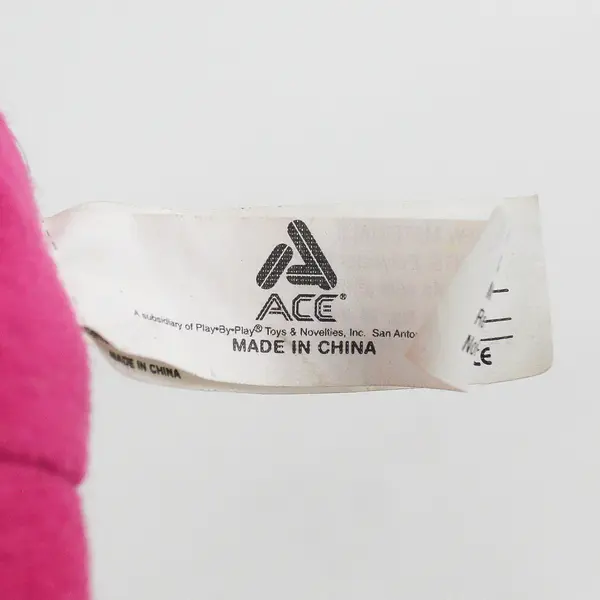 ACE®
A subsidiary of Play•By•Play® Toys & Novelties, Inc. San Anto
MADE IN CHINA
MADE IN CHINA
CE